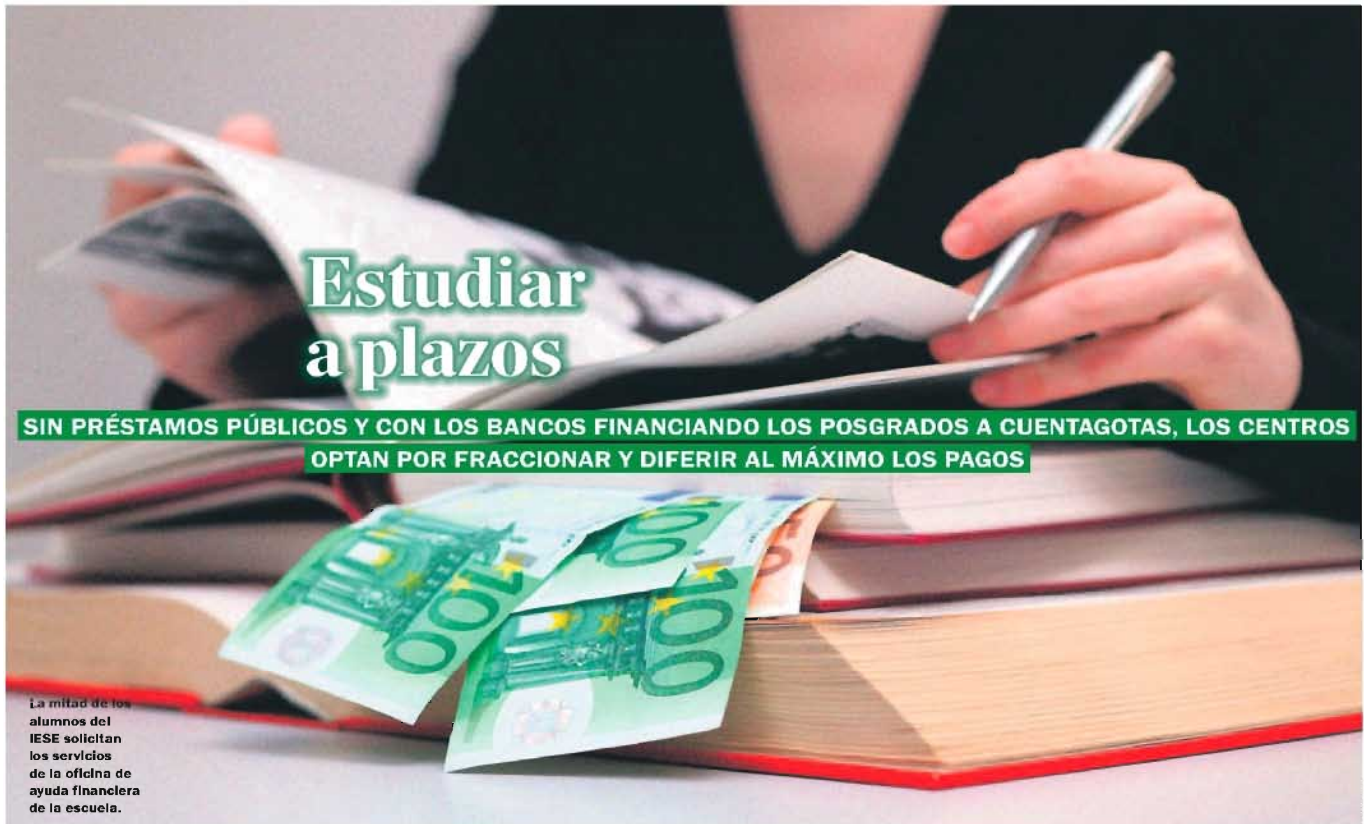 Estudiar
a plazos
SIN PRÉSTAMOS PÚBLICOS Y CON LOS BANCOS FINANCIANDO LOS POSGRADOS A CUENTAGOTAS, LOS CENTROS
OPTAN POR FRACCIONAR Y DIFERIR AL MÁXIMO LOS PAGOS
100
100
100
La mitad de los
alumnos del
IESE solicitan
los servicios
de la oficina de
ayuda financiera
de la escuela.